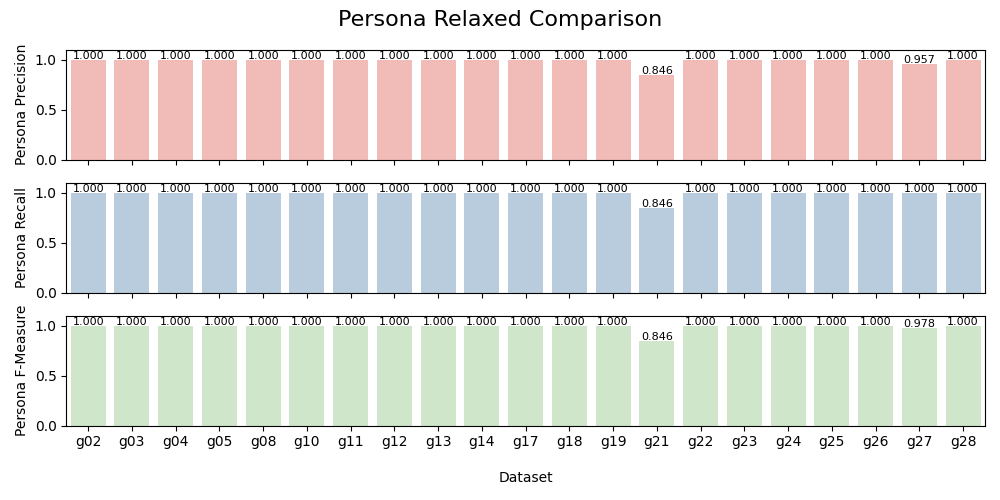 Persona Relaxed Comparison
Persona Precision
1.0
0.5
0.0
1.000 1.000 1.000 1.000 1.000 1.000 1.000 1.000 1.000 1.000 1.000 1.000 1.000 0.846 1.000 1.000 1.000 1.000 1.000 0.957 1.000
Persona Recall
1.0
0.5
0.0
1.000 1.000 1.000 1.000 1.000 1.000 1.000 1.000 1.000 1.000 1.000 1.000 1.000 0.846 1.000 1.000 1.000 1.000 1.000 1.000 1.000
Persona F-Measure
1.0
0.5
0.0
1.000 1.000 1.000 1.000 1.000 1.000 1.000 1.000 1.000 1.000 1.000 1.000 1.000 0.846 1.000 1.000 1.000 1.000 1.000 0.978 1.000
g02 g03 g04 g05 g08 g10 g11 g12 g13 g14 g17 g18 g19 g21 g22 g23 g24 g25 g26 g27 g28
Dataset